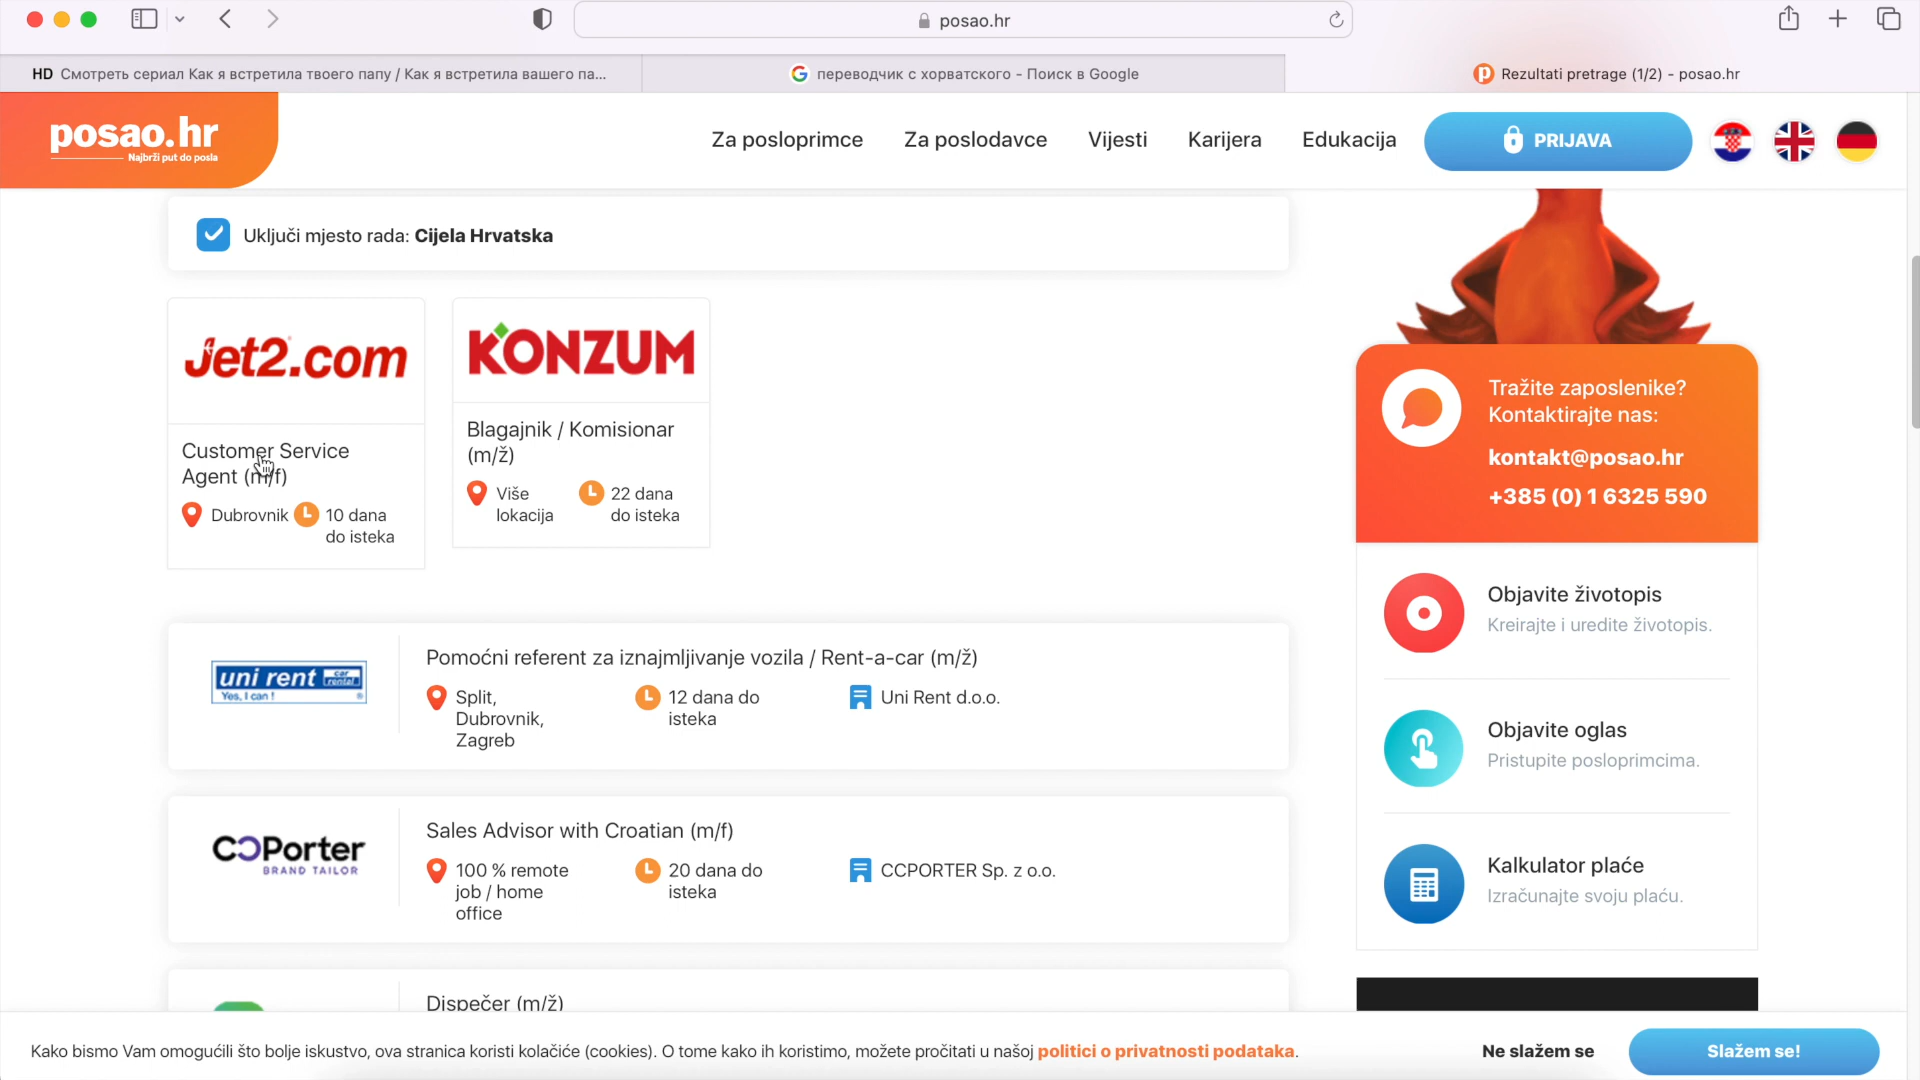 posao.hr
HD Смотреть сериал Как я встретила твоего папу / Как я встретила вашего па...
переводчик с хорватского - Поиск в Google
Rezultati pretrage (1/2) - posao.hr
posao.hr
Najbrži put do posla
Za posloprimce
Za poslodavce
Vijesti
Karijera
Edukacija
PRIJAVA
Uključi mjesto rada: Cijela Hrvatska
Jet2.com
Customer Service
Agent (m/f)
Dubrovnik
10 dana
do isteka
KONZUM
Blagajnik / Komisionar
(m/ž)
Više
lokacija
22 dana
do isteka
uni rent car rental
Yes, I can !
Pomoćni referent za iznajmljivanje vozila / Rent-a-car (m/ž)
Split,
Dubrovnik,
Zagreb
12 dana do
isteka
Uni Rent d.o.o.
CCPorter
BRAND TAILOR
Sales Advisor with Croatian (m/f)
100 % remote
job / home
office
20 dana do
isteka
CCPORTER Sp. z o.o.
Dispečer (m/ž)
Tražite zaposlenike?
Kontaktirajte nas:
kontakt@posao.hr
+385 (0) 1 6325 590
Objavite životopis
Kreirajte i uredite životopis.
Objavite oglas
Pristupite posloprimcima.
Kalkulator plaće
Izračunajte svoju plaću.
Kako bismo Vam omogućili što bolje iskustvo, ova stranica koristi kolačiće (cookies). O tome kako ih koristimo, možete pročitati u našoj politici o privatnosti podataka.
Ne slažem se
Slažem se!